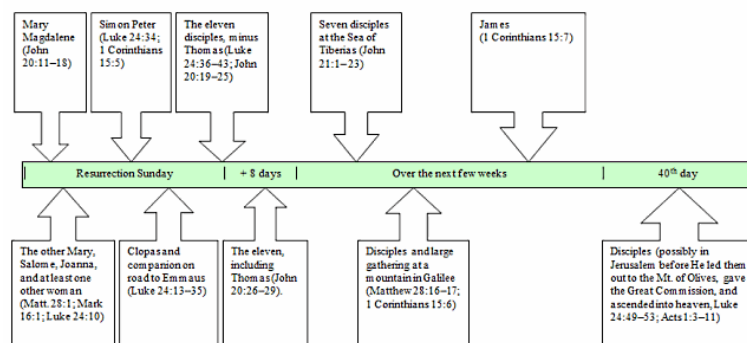 Mary
Magdalene
(John
20:11–18)
Simon Peter
(Luke 24:34;
1 Corinthians
15:5)
The eleven
disciples, minus
Thomas (Luke
24:36–43; John
20:19–25)
Seven disciples
at the Sea of
Tiberias (John
21:1–23)
James
(1 Corinthians 15:7)
| Resurrection Sunday | + 8 days | Over the next few weeks | 40th day
The other Mary,
Salome, Joanna,
and at least one
other woman
(Matt. 28:1; Mark
16:1; Luke 24:10)
Clopas and
companion on
road to Emmaus
(Luke 24:13–35)
The eleven,
including
Thomas (John
20:26–29).
Disciples and large
gathering at a
mountain in Galilee
(Matthew 28:16–17;
1 Corinthians 15:6)
Disciples (possibly in
Jerusalem before He led them
out to the Mt. of Olives, gave
the Great Commission, and
ascended into heaven, Luke
24:49–53; Acts 1:3–11)